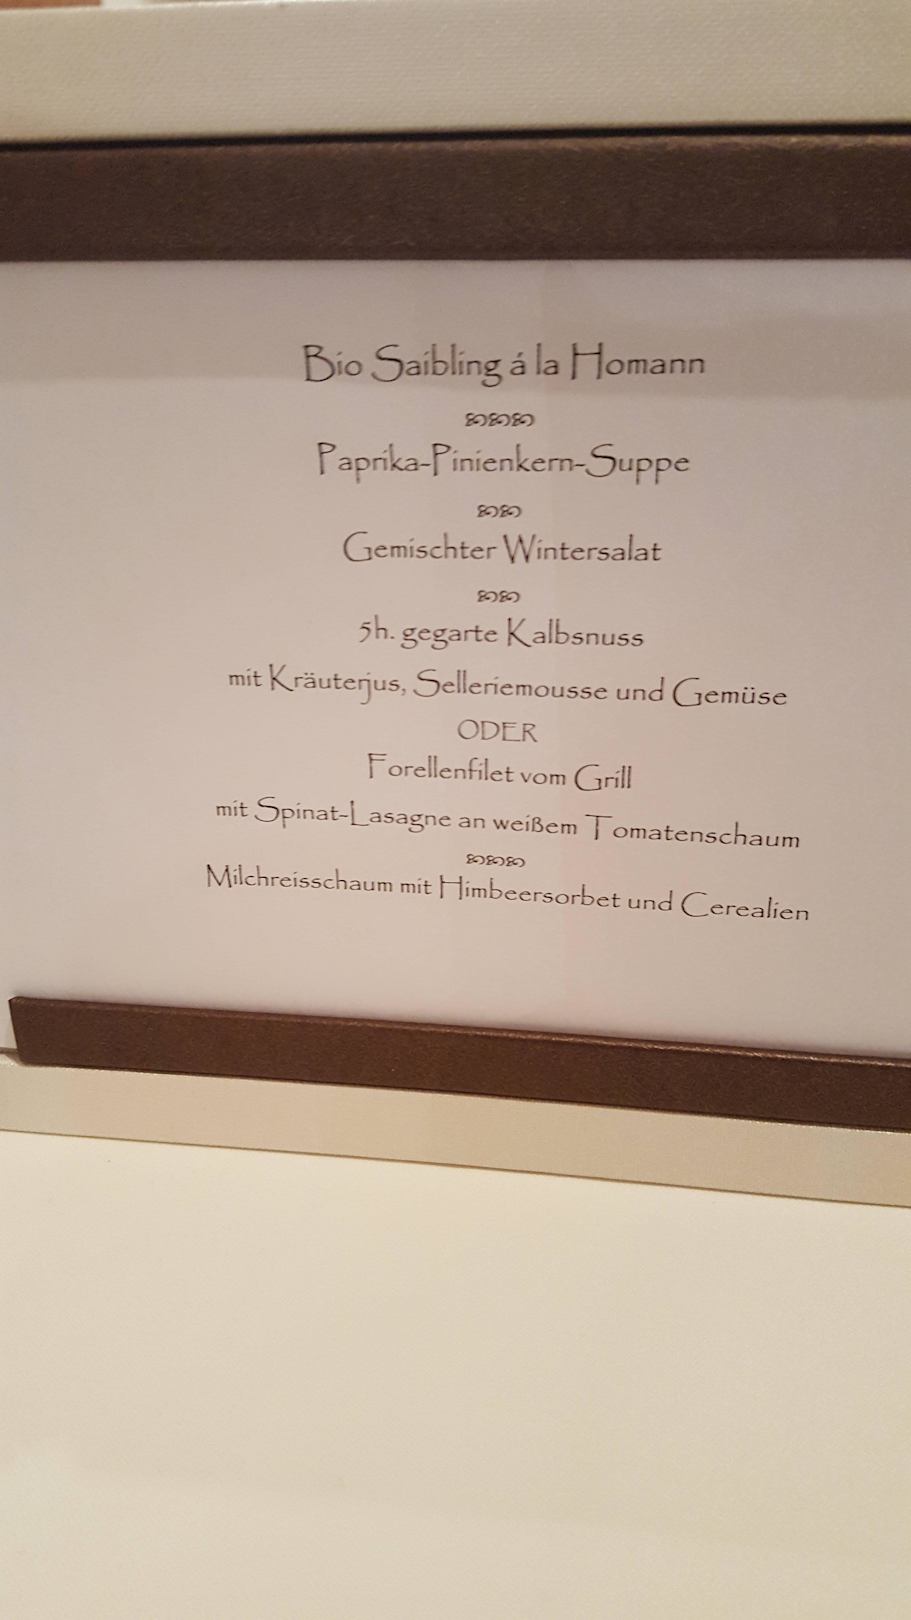 Bio Saibling á la Homann
Paprika-Pinienkern-Suppe
Gemischter Wintersalat
5h. gegarte Kalbsnuss
mit Kräuterjus, Selleriemousse und Gemüse
ODER
Forellenfilet vom Grill
mit Spinat-Lasagne an weißem Tomatenschaum
Milchreisschaum mit Himbeersorbet und Cerealien